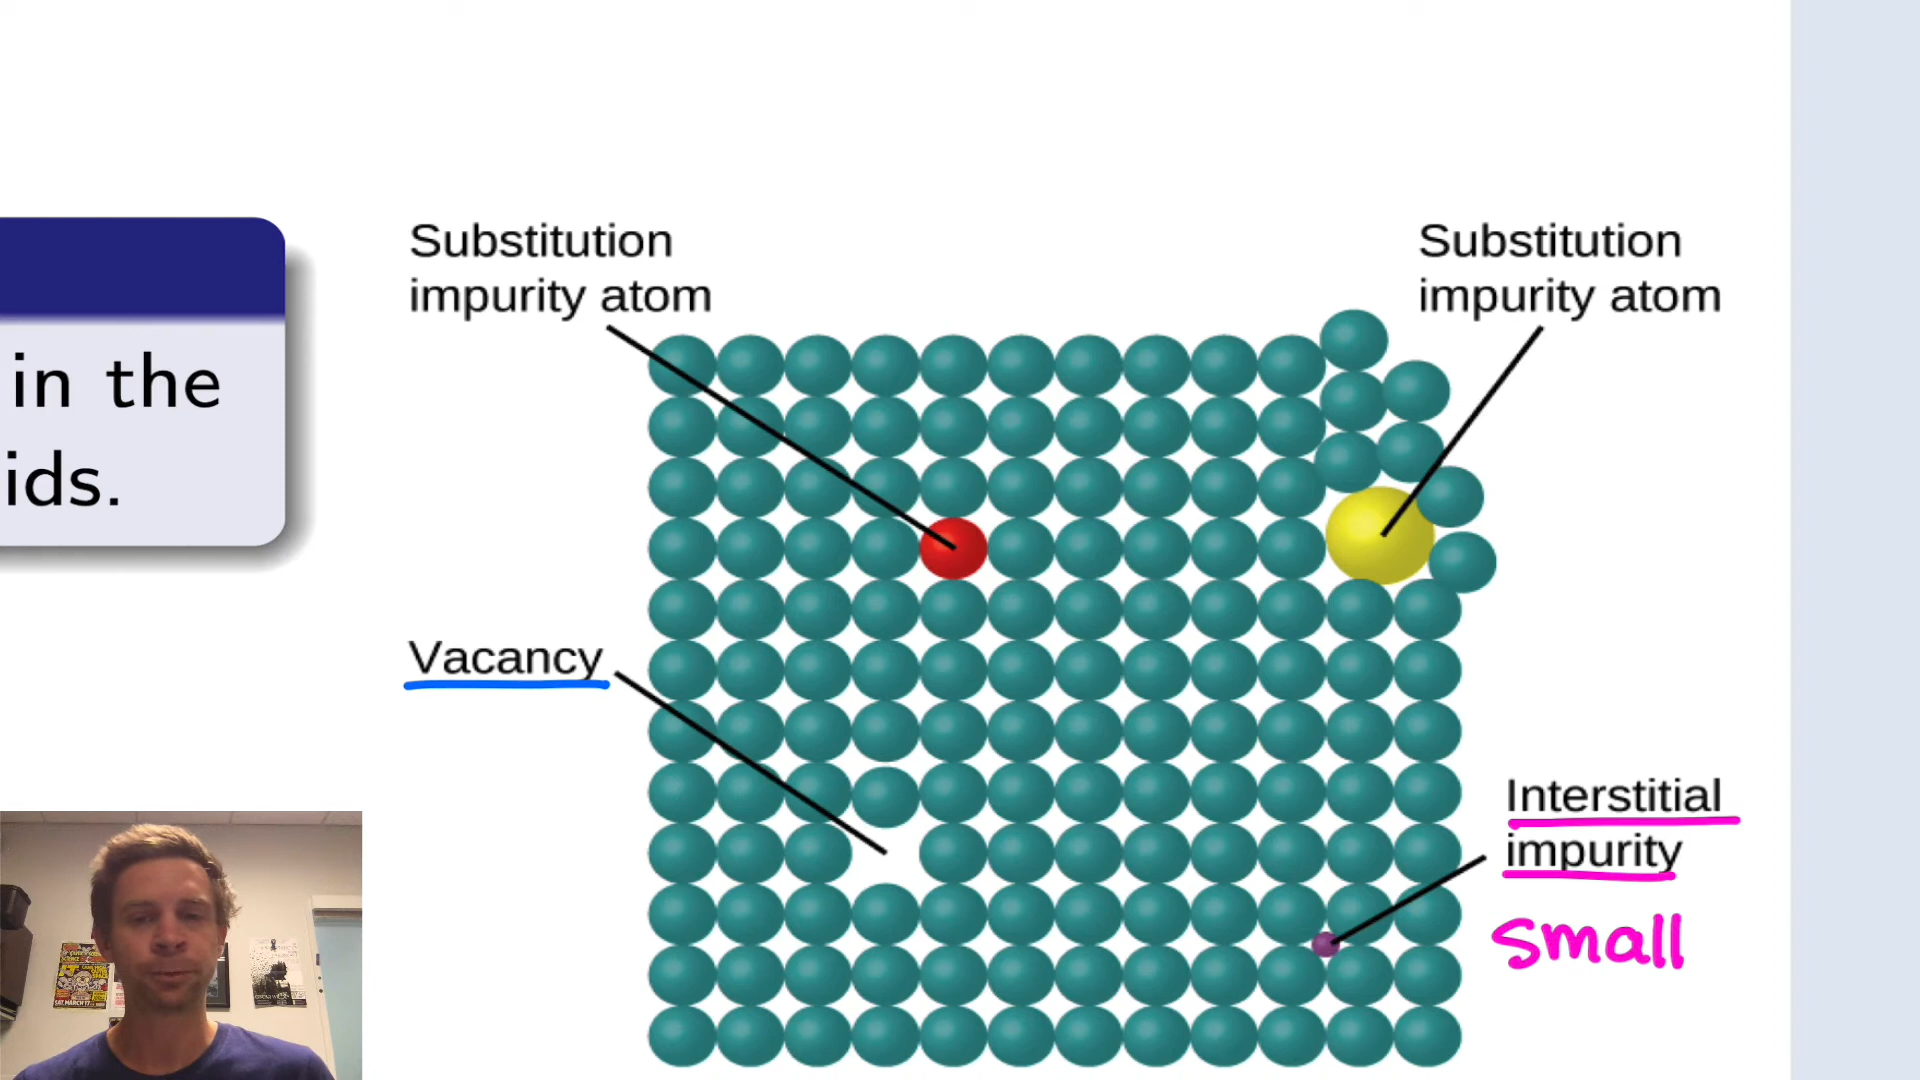 Substitution
impurity atom
Substitution
impurity atom
in the
ids.
Vacancy
Interstitial
impurity
Small